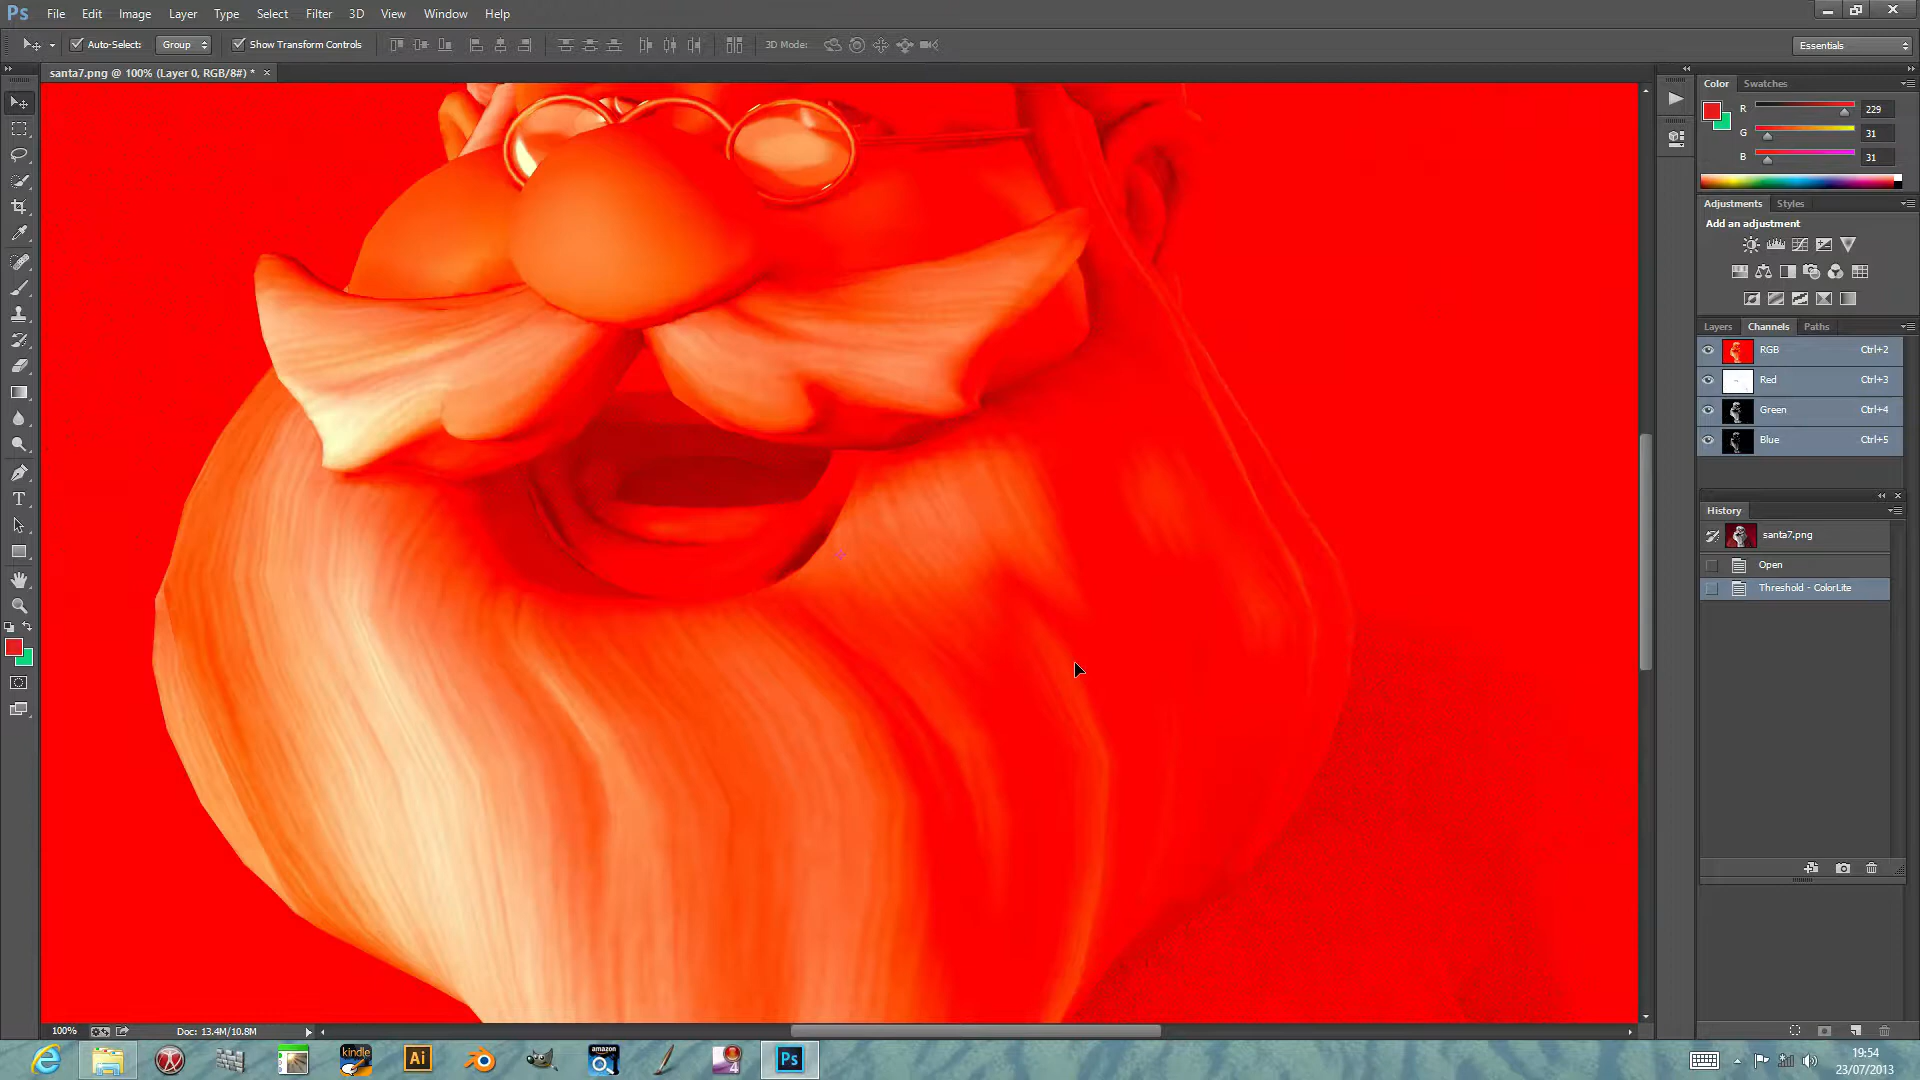 Ps File Edit Image Layer Type Select Filter 3D View Window Help
Auto-Select: Group Show Transform Controls 3D Mode: Essentials
santa7.png @ 100% (Layer 0, RGB/8#) * ×
Color Swatches
R 229
G 31
B 31
Adjustments Styles
Add an adjustment
Layers Channels Paths
RGB Ctrl+2
Red Ctrl+3
Green Ctrl+4
Blue Ctrl+5
History
santa7.png
Open
Threshold - ColorLite
100% Doc: 13.4M/10.8M
kindle Ai amazon 4 Ps
19:54
23/07/2013